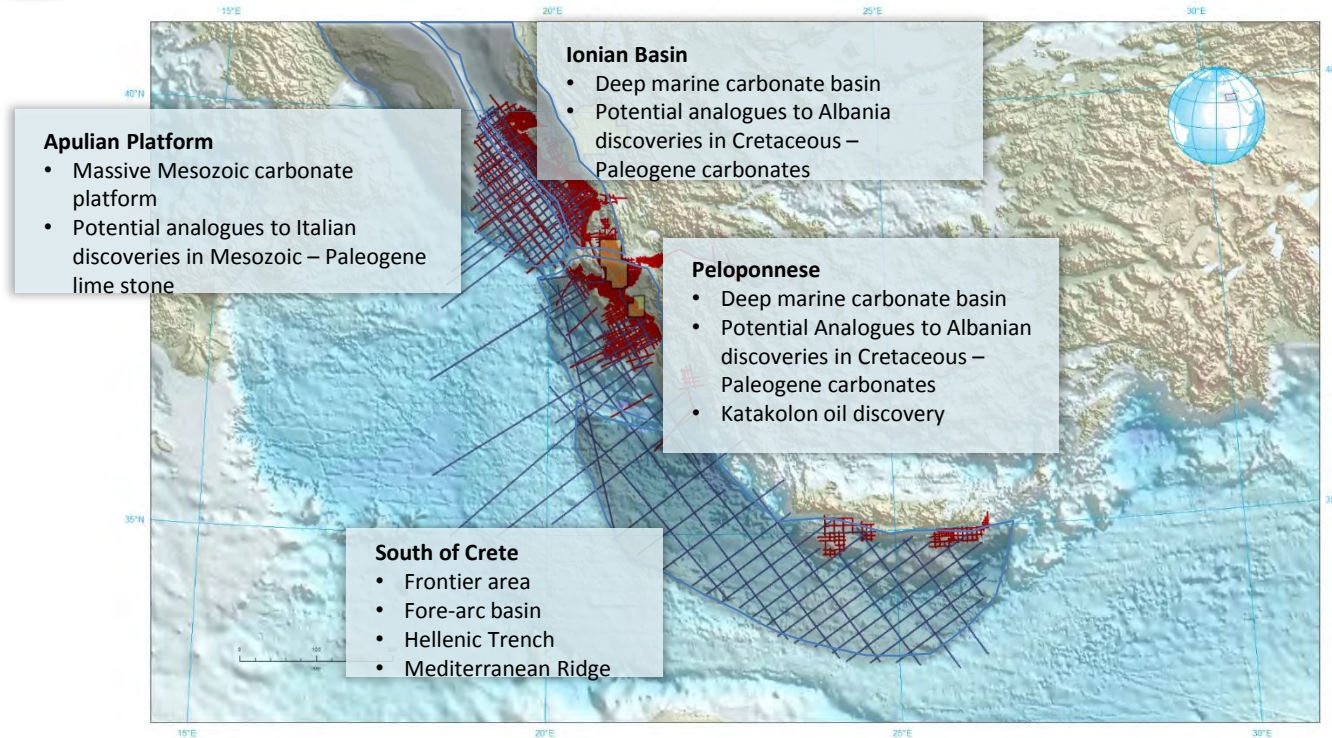 15°E
20°E
25°E
30°E
40°N
Ionian Basin
• Deep marine carbonate basin
• Potential analogues to Albania
discoveries in Cretaceous –
Paleogene carbonates
Apulian Platform
• Massive Mesozoic carbonate
platform
• Potential analogues to Italian
discoveries in Mesozoic – Paleogene
lime stone
Peloponnese
• Deep marine carbonate basin
• Potential Analogues to Albanian
discoveries in Cretaceous –
Paleogene carbonates
• Katakolon oil discovery
35°N
South of Crete
• Frontier area
• Fore-arc basin
• Hellenic Trench
• Mediterranean Ridge
0 100
15°E
20°E
25°E
30°E